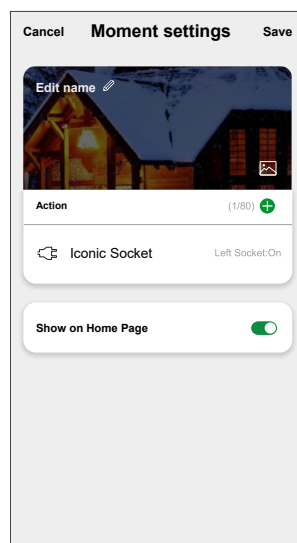 Cancel Moment settings Save
Edit name
Action (1/80)
Iconic Socket Left Socket:On
Show on Home Page